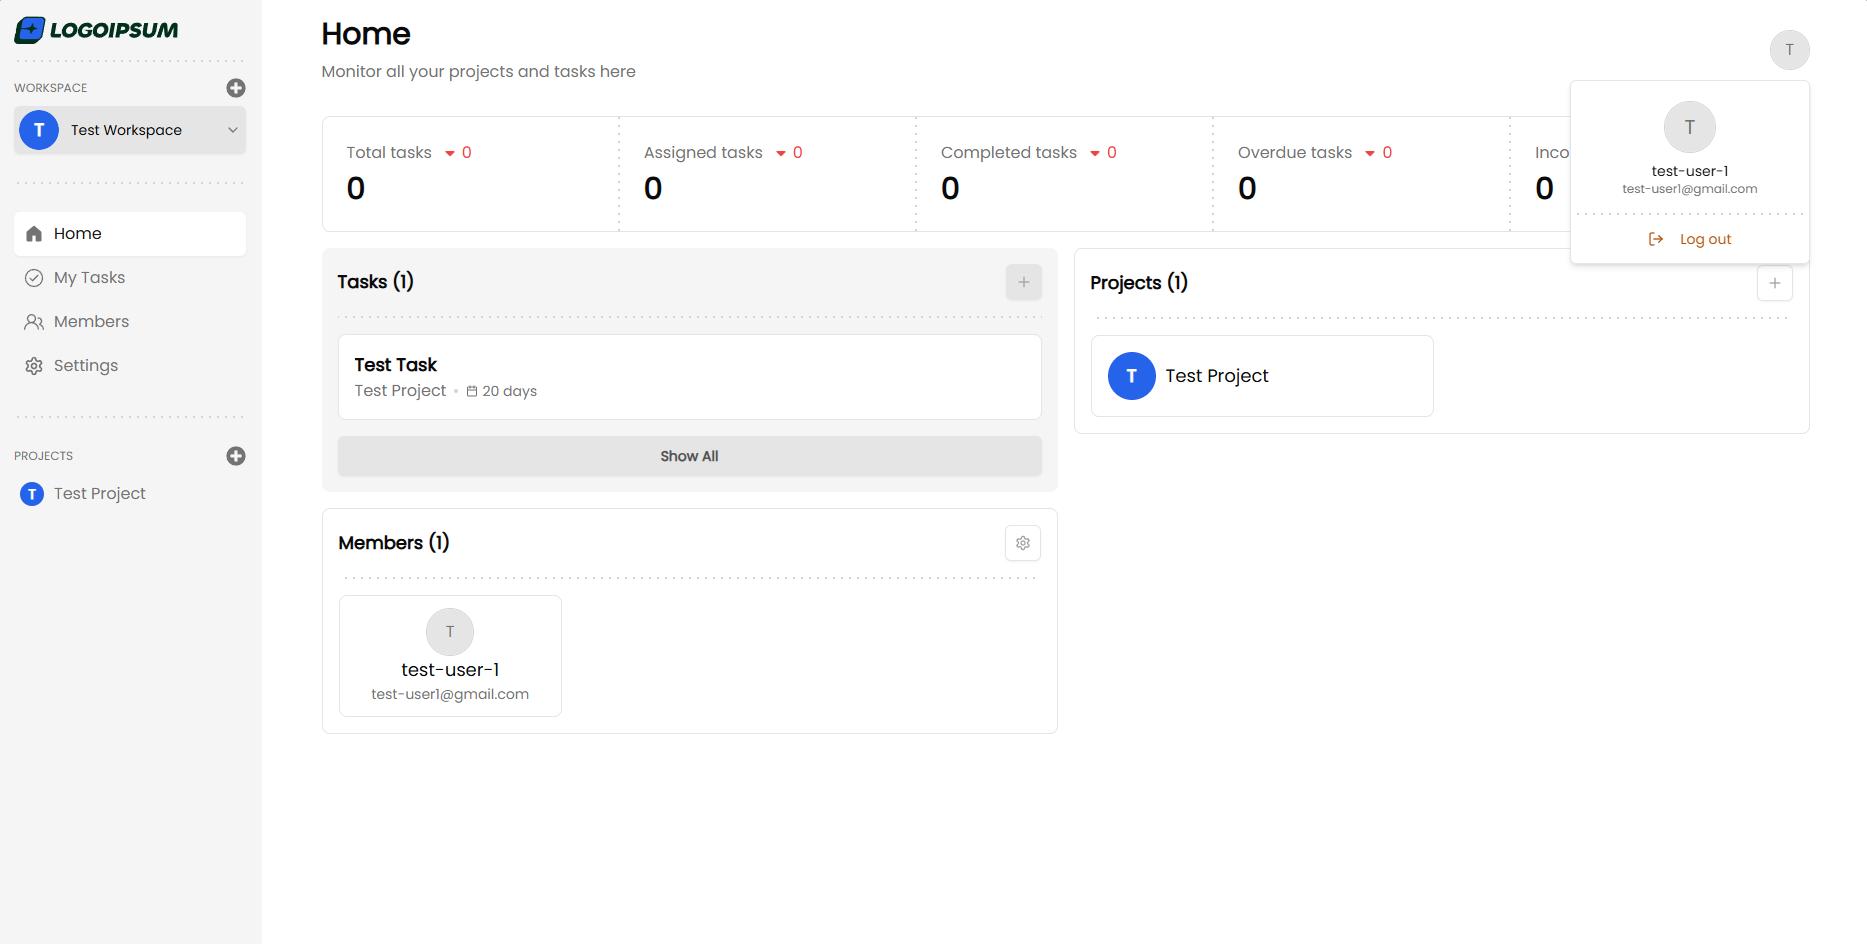 LOGOIPSUM
WORKSPACE
T Test Workspace
Home
My Tasks
Members
Settings
PROJECTS
T Test Project
Home
Monitor all your projects and tasks here
T
Total tasks 0
0
Assigned tasks 0
0
Completed tasks 0
0
Overdue tasks 0
0
Inco
0
T
test-user-1
test-user1@gmail.com
Log out
Tasks (1)
Test Task
Test Project • 20 days
Show All
Projects (1)
T Test Project
Members (1)
T
test-user-1
test-user1@gmail.com